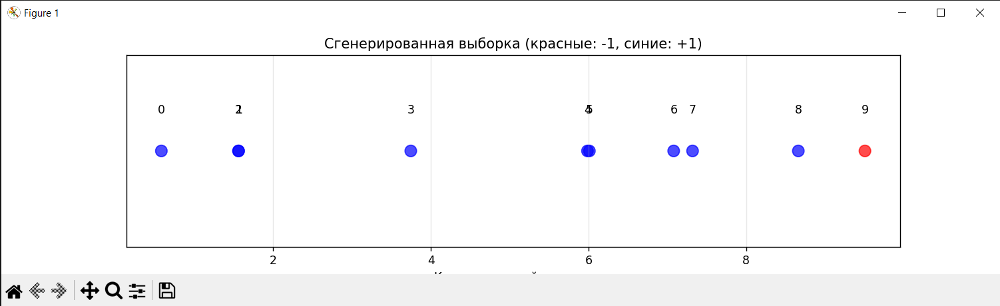 Figure 1
Сгенерированная выборка (красные: -1, синие: +1)
0 2 1 3 4 5 6 7 8 9
2 4 6 8